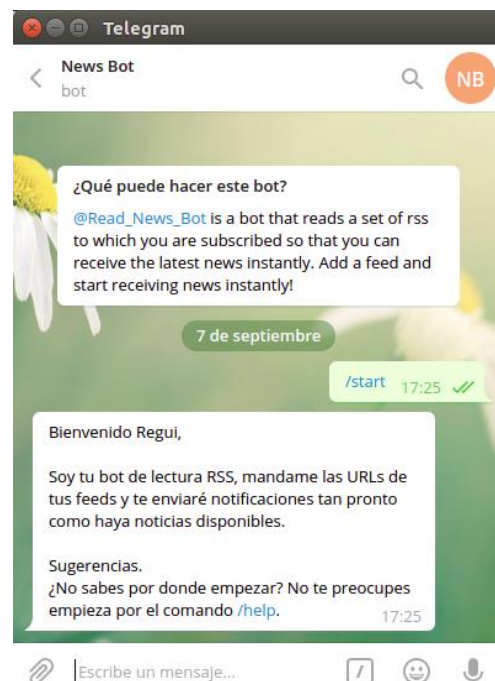 Telegram
News Bot
NB
bot
¿Qué puede hacer este bot?
@Read_News_Bot is a bot that reads a set of rss
to which you are subscribed so that you can
receive the latest news instantly. Add a feed and
start receiving news instantly!
7 de septiembre
/start 17:25
Bienvenido Regui,
Soy tu bot de lectura RSS, mandame las URLs de
tus feeds y te enviaré notificaciones tan pronto
como haya noticias disponibles.
Sugerencias.
¿No sabes por donde empezar? No te preocupes
empieza por el comando /help.
17:25
Escribe un mensaje...
/